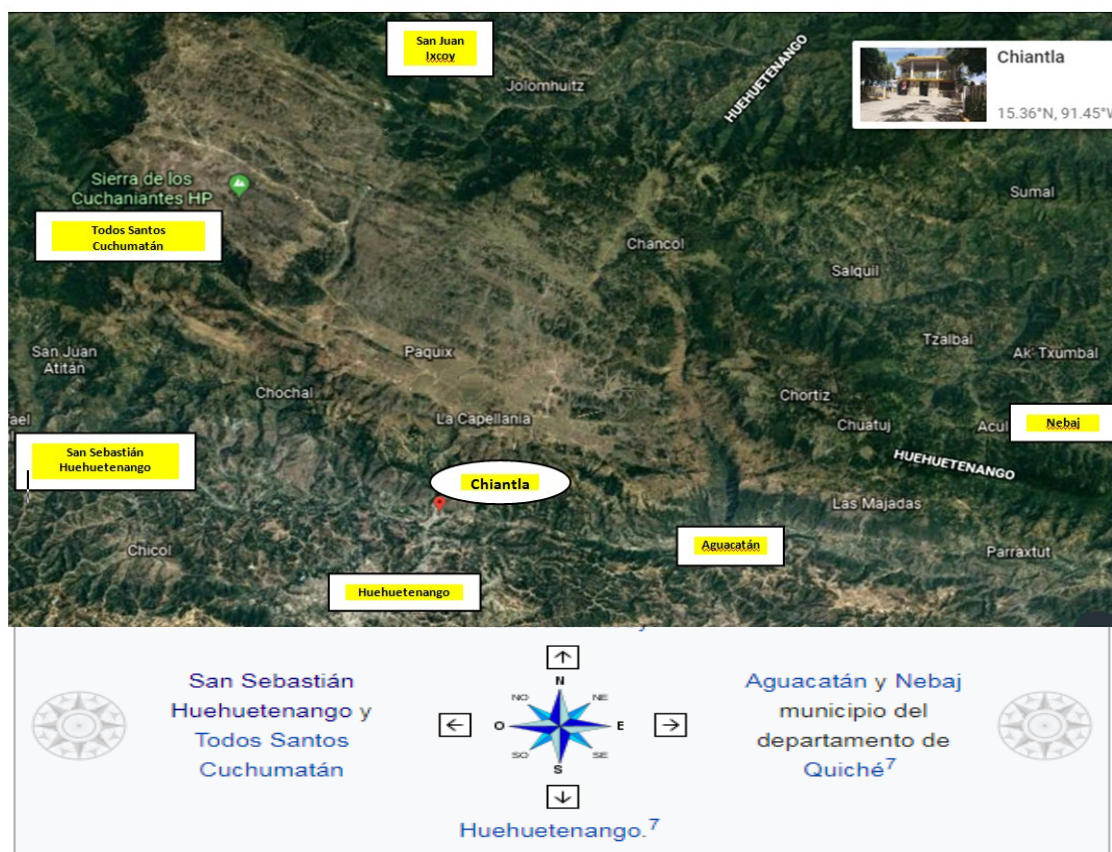 San Juan
Ixcoy
Jolomhuitz
HUEHUETENANGO
Chiantla
15.36°N, 91.45°W
Sierra de los
Cuchaniantes HP
Sumal
Todos Santos
Cuchumatán
Chancol
Salquil
Tzalbal
San Juan
Atitán
Paquix
Ak' Txumbal
Chochal
Chortiz
La Capellania
Chuatuj
Acúl
Nebaj
ael
San Sebastián
Huehuetenango
HUEHUETENANGO
Chiantla
Las Majadas
Chicol
Aguacatán
Parraxtut
Huehuetenango
N
NO
NE
O
E
SO
SE
S
San Sebastián
Huehuetenango y
Todos Santos
Cuchumatán
Aguacatán y Nebaj
municipio del
departamento de
Quiché7
Huehuetenango.7